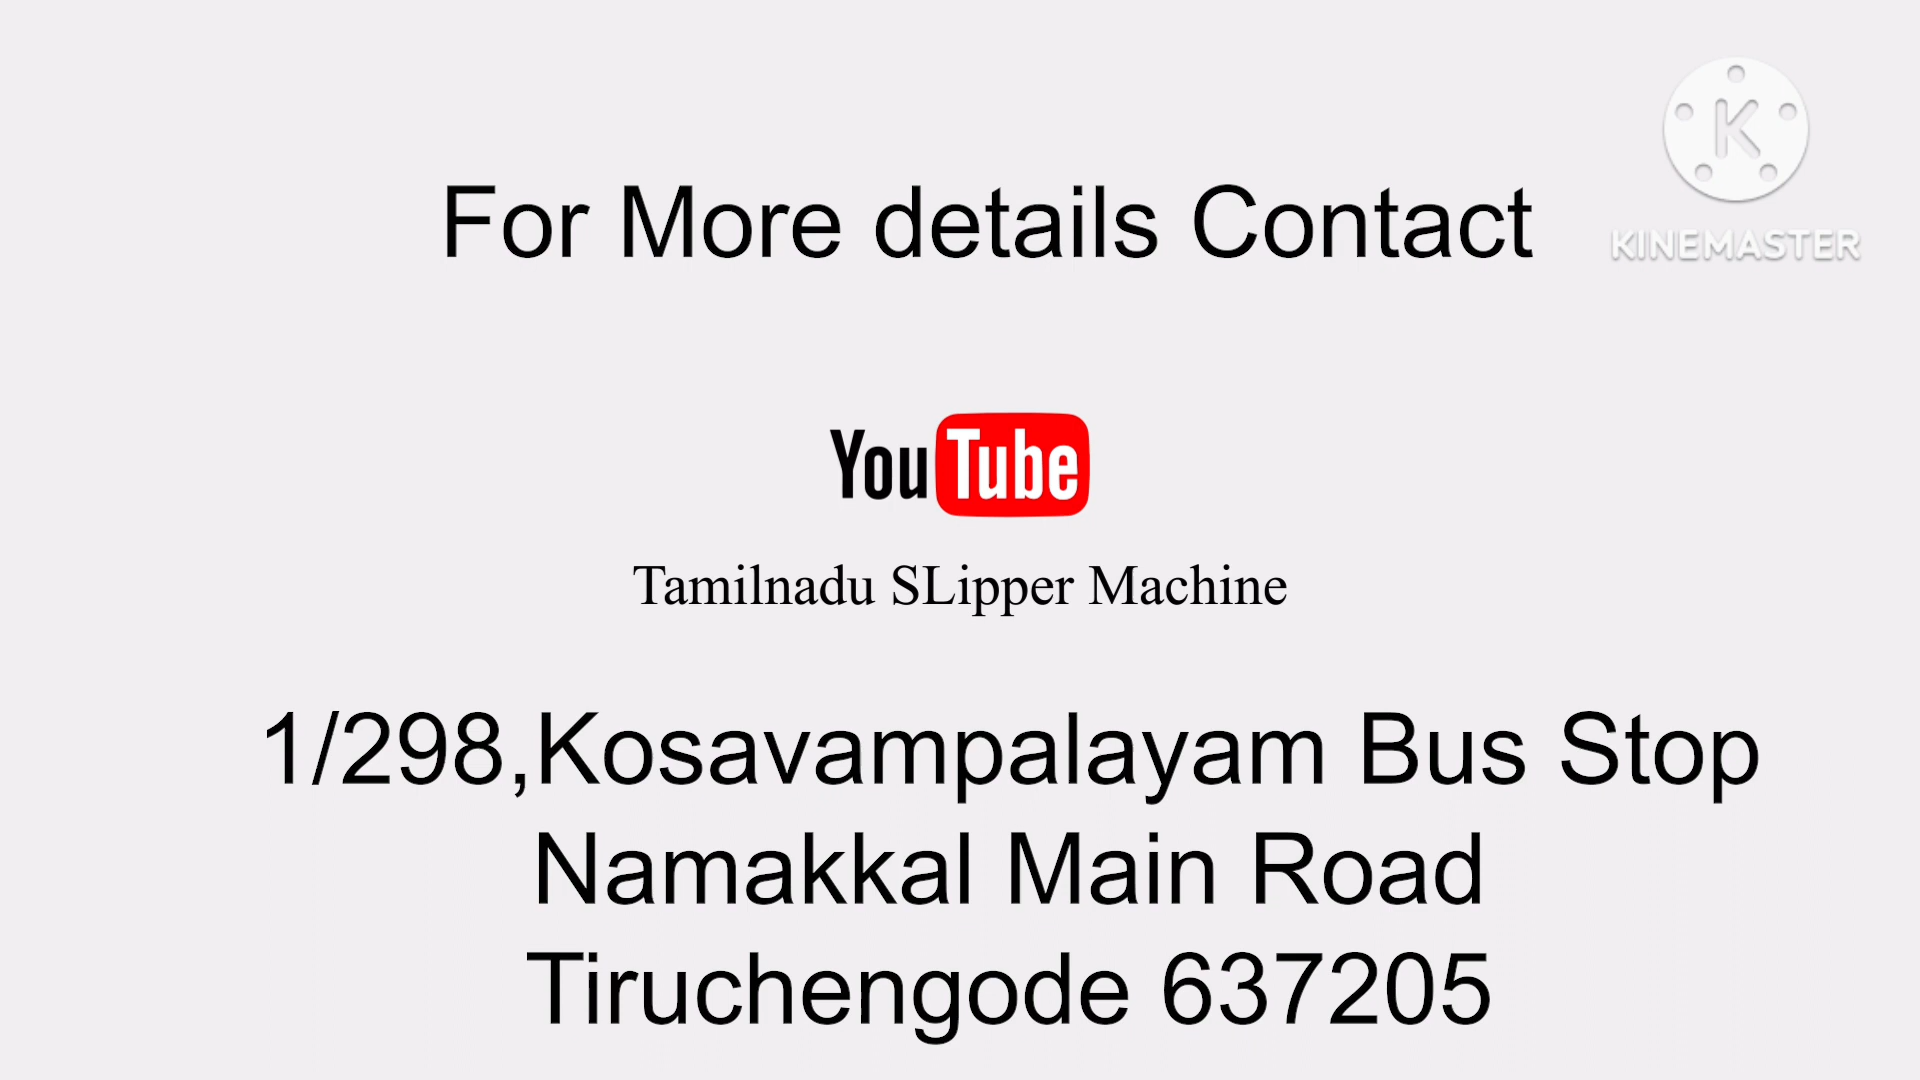 For More details Contact
KINEMASTER
YouTube
Tamilnadu SLipper Machine
1/298,Kosavampalayam Bus Stop
Namakkal Main Road
Tiruchengode 637205